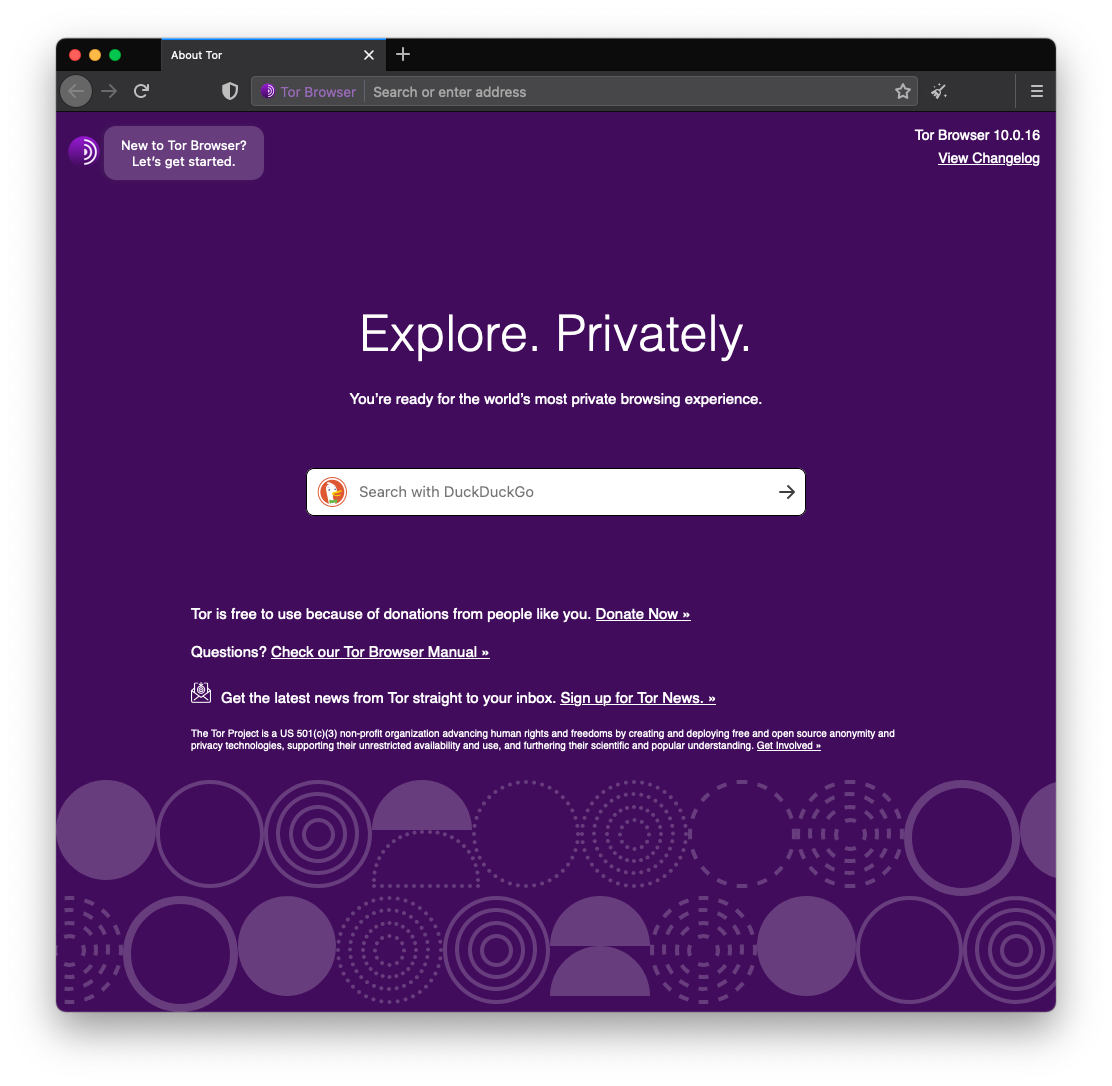 About Tor
Tor Browser
Search or enter address
New to Tor Browser?
Let’s get started.
Tor Browser 10.0.16
View Changelog
Explore. Privately.
You’re ready for the world’s most private browsing experience.
Search with DuckDuckGo
Tor is free to use because of donations from people like you. Donate Now »
Questions? Check our Tor Browser Manual »
Get the latest news from Tor straight to your inbox. Sign up for Tor News. »
The Tor Project is a US 501(c)(3) non-profit organization advancing human rights and freedoms by creating and deploying free and open source anonymity and
privacy technologies, supporting their unrestricted availability and use, and furthering their scientific and popular understanding. Get Involved »